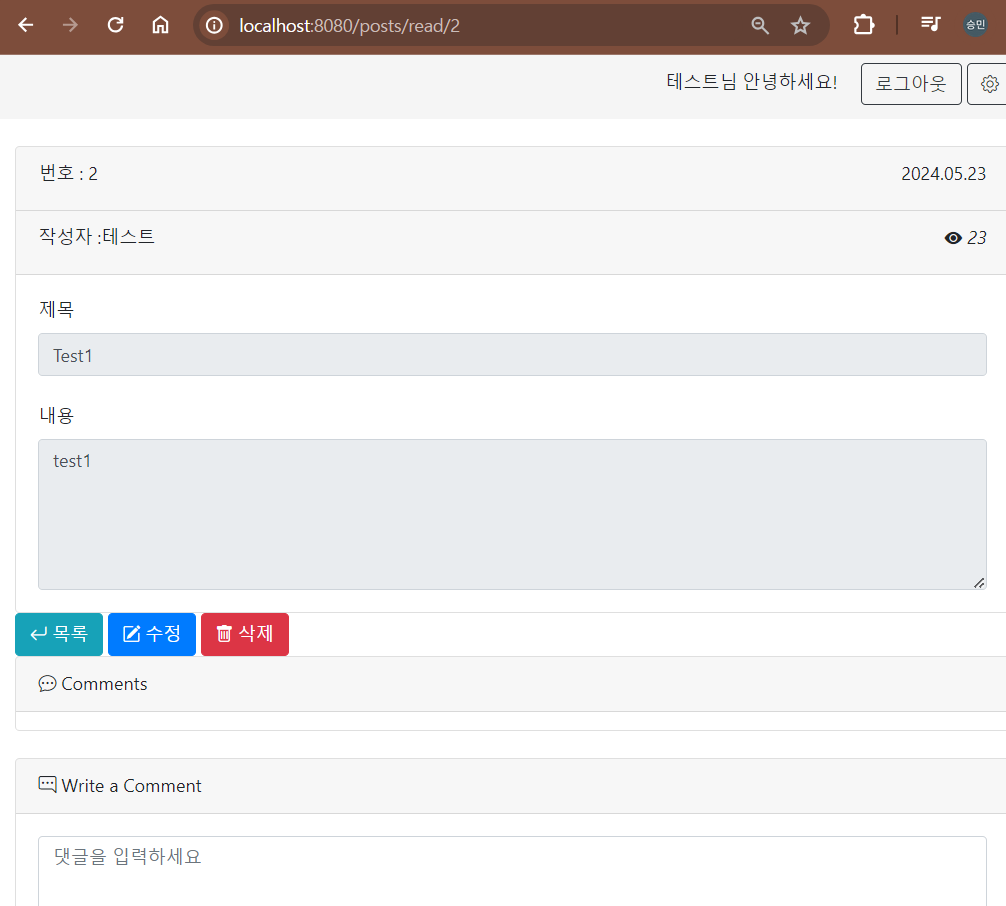 localhost:8080/posts/read/2
승민
테스트님 안녕하세요! 로그아웃
번호 : 2 2024.05.23
작성자 :테스트 23
제목
Test1
내용
test1
목록 수정 삭제
Comments
Write a Comment
댓글을 입력하세요